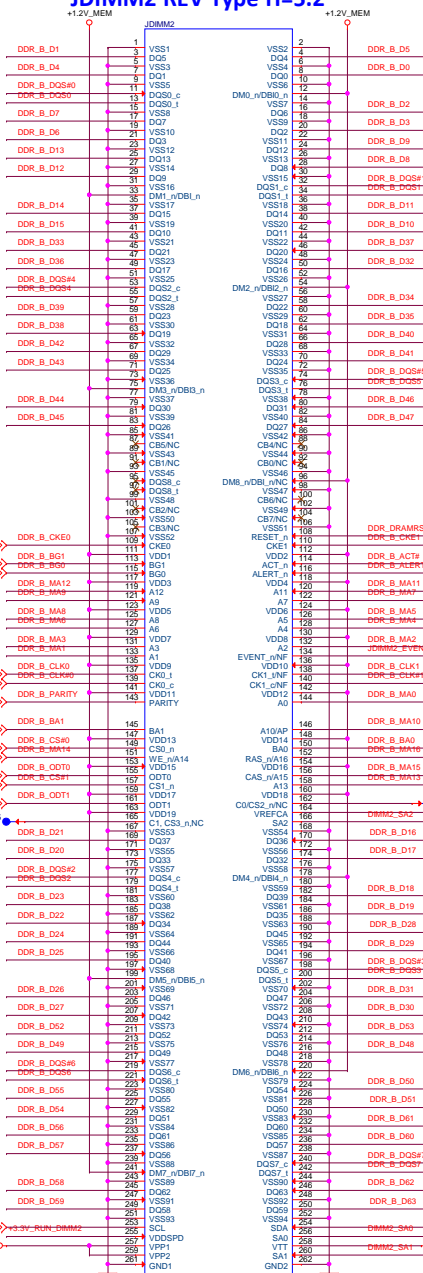 JDIMM2 REV Type H=5.2
+1.2V_MEM +1.2V_MEM
JDIMM2
1 VSS1 VSS2 2
DDR_B_D1 3 DQ5 DQ4 4 DDR_B_D5
5 VSS3 VSS4 6
DDR_B_D4 7 DQ1 DQ0 8 DDR_B_D0
9 VSS5 VSS6 10
DDR_B_DQS#0 11 DQS0_c DM0_n/DBI0_n 12
DDR_B_DQS0 13 DQS0_t VSS7 14
15 VSS8 DQ6 16 DDR_B_D2
DDR_B_D7 17 DQ7 VSS9 18
19 VSS10 DQ2 20 DDR_B_D3
DDR_B_D6 21 DQ3 VSS11 22
23 VSS12 DQ12 24 DDR_B_D9
DDR_B_D13 25 DQ13 VSS13 26
27 VSS14 DQ8 28 DDR_B_D8
DDR_B_D12 29 DQ9 VSS15 30
31 VSS16 DQS1_c 32 DDR_B_DQS#1
33 DM1_n/DBI_n DQS1_t 34 DDR_B_DQS1
35 VSS17 VSS18 36
DDR_B_D14 37 DQ15 DQ14 38 DDR_B_D11
39 VSS19 VSS20 40
DDR_B_D15 41 DQ10 DQ11 42 DDR_B_D10
43 VSS21 VSS22 44
DDR_B_D33 45 DQ21 DQ20 46 DDR_B_D37
47 VSS23 VSS24 48
DDR_B_D36 49 DQ17 DQ16 50 DDR_B_D32
51 VSS25 VSS26 52
DDR_B_DQS#4 53 DQS2_c DM2_n/DBI2_n 54
DDR_B_DQS4 55 DQS2_t VSS27 56
57 VSS28 DQ22 58 DDR_B_D34
DDR_B_D39 59 DQ23 VSS29 60
61 VSS30 DQ18 62 DDR_B_D35
DDR_B_D38 63 DQ19 VSS31 64
65 VSS32 DQ28 66 DDR_B_D40
DDR_B_D42 67 DQ29 VSS33 68
69 VSS34 DQ24 70 DDR_B_D41
DDR_B_D43 71 DQ25 VSS35 72
73 VSS36 DQS3_c 74 DDR_B_DQS#5
75 DM3_n/DBI3_n DQS3_t 76 DDR_B_DQS5
77 VSS37 VSS38 78
DDR_B_D44 79 DQ30 DQ31 80 DDR_B_D46
81 VSS39 VSS40 82
DDR_B_D45 83 DQ26 DQ27 84 DDR_B_D47
85 VSS41 VSS42 86
87 CB5/NC CB4/NC 88
89 VSS43 VSS44 90
91 CB1/NC CB0/NC 92
93 VSS45 VSS46 94
95 DQS8_c DM8_n/DBI_n/NC 96
97 DQS8_t VSS47 98
99 VSS48 CB6/NC 100
101 CB2/NC VSS49 102
103 VSS50 CB7/NC 104
105 CB3/NC VSS51 106
107 VSS52 RESET_n 108 DDR_DRAMRS
DDR_B_CKE0 109 CKE0 CKE1 110 DDR_B_CKE1
111 VDD1 VDD2 112
DDR_B_BG1 113 BG1 ACT_n 114 DDR_B_ACT#
DDR_B_BG0 115 BG0 ALERT_n 116 DDR_B_ALERT
117 VDD3 VDD4 118
DDR_B_MA12 119 A12 A11 120 DDR_B_MA11
DDR_B_MA9 121 A9 A7 122 DDR_B_MA7
123 VDD5 VDD6 124
DDR_B_MA8 125 A8 A5 126 DDR_B_MA5
DDR_B_MA6 127 A6 A4 128 DDR_B_MA4
129 VDD7 VDD8 130
DDR_B_MA3 131 A3 A2 132 DDR_B_MA2
DDR_B_MA1 133 A1 EVENT_n/NF 134 JDIMM2_EVEN
135 VDD9 VDD10 136
DDR_B_CLK0 137 CK0_t CK1_t/NF 138 DDR_B_CLK1
DDR_B_CLK#0 139 CK0_c CK1_c/NF 140 DDR_B_CLK#1
141 VDD11 VDD12 142
DDR_B_PARITY 143 PARITY A0 144 DDR_B_MA0
DDR_B_BA1 145 BA1 A10/AP 146 DDR_B_MA10
147 VDD13 VDD14 148
DDR_B_CS#0 149 CS0_n BA0 150 DDR_B_BA0
DDR_B_MA14 151 WE_n/A14 RAS_n/A16 152 DDR_B_MA16
153 VDD15 VDD16 154
DDR_B_ODT0 155 ODT0 CAS_n/A15 156 DDR_B_MA15
DDR_B_CS#1 157 CS1_n A13 158 DDR_B_MA13
159 VDD17 VDD18 160
DDR_B_ODT1 161 ODT1 C0/CS2_n/NC 162
163 VDD19 VREFCA 164
165 C1, CS3_n,NC SA2 166 DIMM2_SA2
167 VSS53 VSS54 168
DDR_B_D21 169 DQ37 DQ36 170 DDR_B_D16
171 VSS55 VSS56 172
DDR_B_D20 173 DQ33 DQ32 174 DDR_B_D17
175 VSS57 VSS58 176
DDR_B_DQS#2 177 DQS4_c DM4_n/DBI4_n 178
DDR_B_DQS2 179 DQS4_t VSS59 180
181 VSS60 DQ39 182 DDR_B_D18
DDR_B_D23 183 DQ38 VSS61 184
185 VSS62 DQ35 186 DDR_B_D19
DDR_B_D22 187 DQ34 VSS63 188
189 VSS64 DQ45 190 DDR_B_D28
DDR_B_D24 191 DQ44 VSS65 192
193 VSS66 DQ41 194 DDR_B_D29
DDR_B_D25 195 DQ40 VSS67 196
197 VSS68 DQS5_c 198 DDR_B_DQS#3
199 DM5_n/DBI5_n DQS5_t 200 DDR_B_DQS3
201 VSS69 VSS70 202
DDR_B_D26 203 DQ46 DQ47 204 DDR_B_D31
205 VSS71 VSS72 206
DDR_B_D27 207 DQ42 DQ43 208 DDR_B_D30
209 VSS73 VSS74 210
DDR_B_D52 211 DQ52 DQ53 212 DDR_B_D53
213 VSS75 VSS76 214
DDR_B_D49 215 DQ49 DQ48 216 DDR_B_D48
217 VSS77 VSS78 218
DDR_B_DQS#6 219 DQS6_c DM6_n/DBI6_n 220
DDR_B_DQS6 221 DQS6_t VSS79 222
223 VSS80 DQ54 224 DDR_B_D50
DDR_B_D55 225 DQ55 VSS81 226
227 VSS82 DQ50 228 DDR_B_D51
DDR_B_D54 229 DQ51 VSS83 230
231 VSS84 DQ60 232 DDR_B_D61
DDR_B_D56 233 DQ61 VSS85 234
235 VSS86 DQ57 236 DDR_B_D60
DDR_B_D57 237 DQ56 VSS87 238
239 VSS88 DQS7_c 240 DDR_B_DQS#7
241 DM7_n/DBI7_n DQS7_t 242 DDR_B_DQS7
243 VSS89 VSS90 244
DDR_B_D58 245 DQ62 DQ63 246 DDR_B_D62
247 VSS91 VSS92 248
DDR_B_D59 249 DQ58 DQ59 250 DDR_B_D63
251 VSS93 VSS94 252
253 SCL SDA 254
+3.3V_RUN_DIMM2 255 VDDSPD SA0 256 DIMM2_SA0
257 VPP1 VTT 258
259 VPP2 SA1 260 DIMM2_SA1
261 GND1 GND2 262